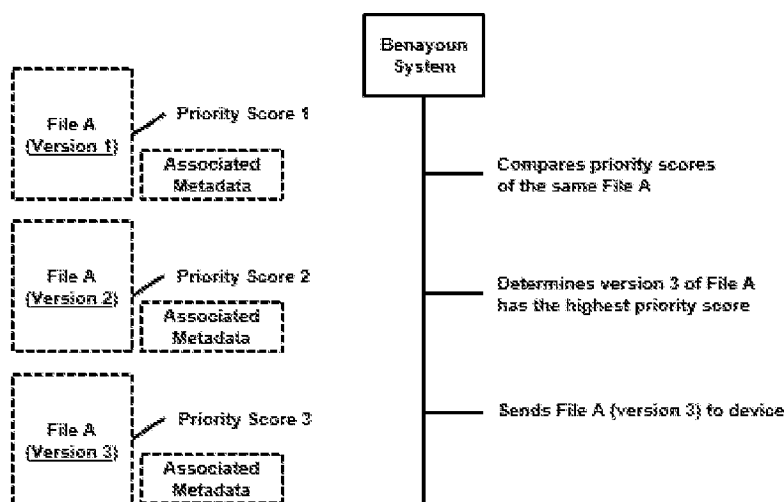 Benayoun
System
File A
(Version 1)
Priority Score 1
Associated
Metadata
Compares priority scores
of the same File A
File A
(Version 2)
Priority Score 2
Associated
Metadata
Determines version 3 of File A
has the highest priority score
File A
(Version 3)
Priority Score 3
Associated
Metadata
Sends File A (version 3) to device